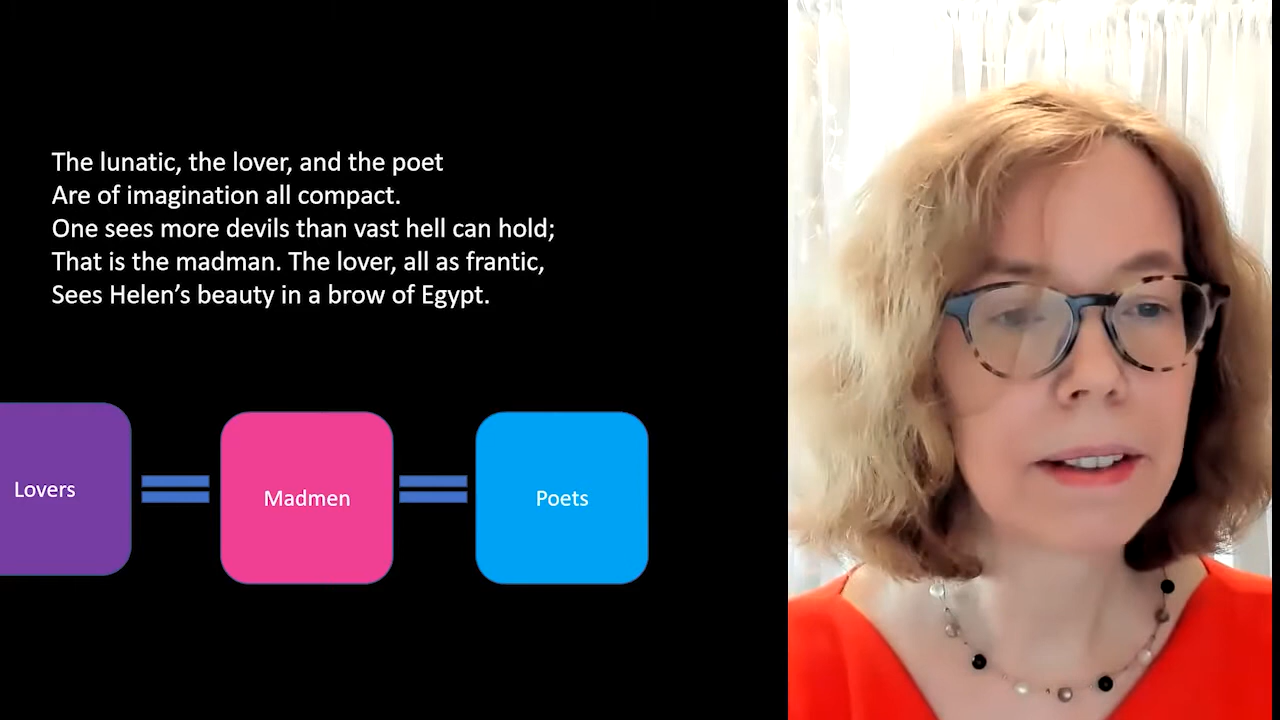 The lunatic, the lover, and the poet
Are of imagination all compact.
One sees more devils than vast hell can hold;
That is the madman. The lover, all as frantic,
Sees Helen’s beauty in a brow of Egypt.
Lovers
Madmen
Poets